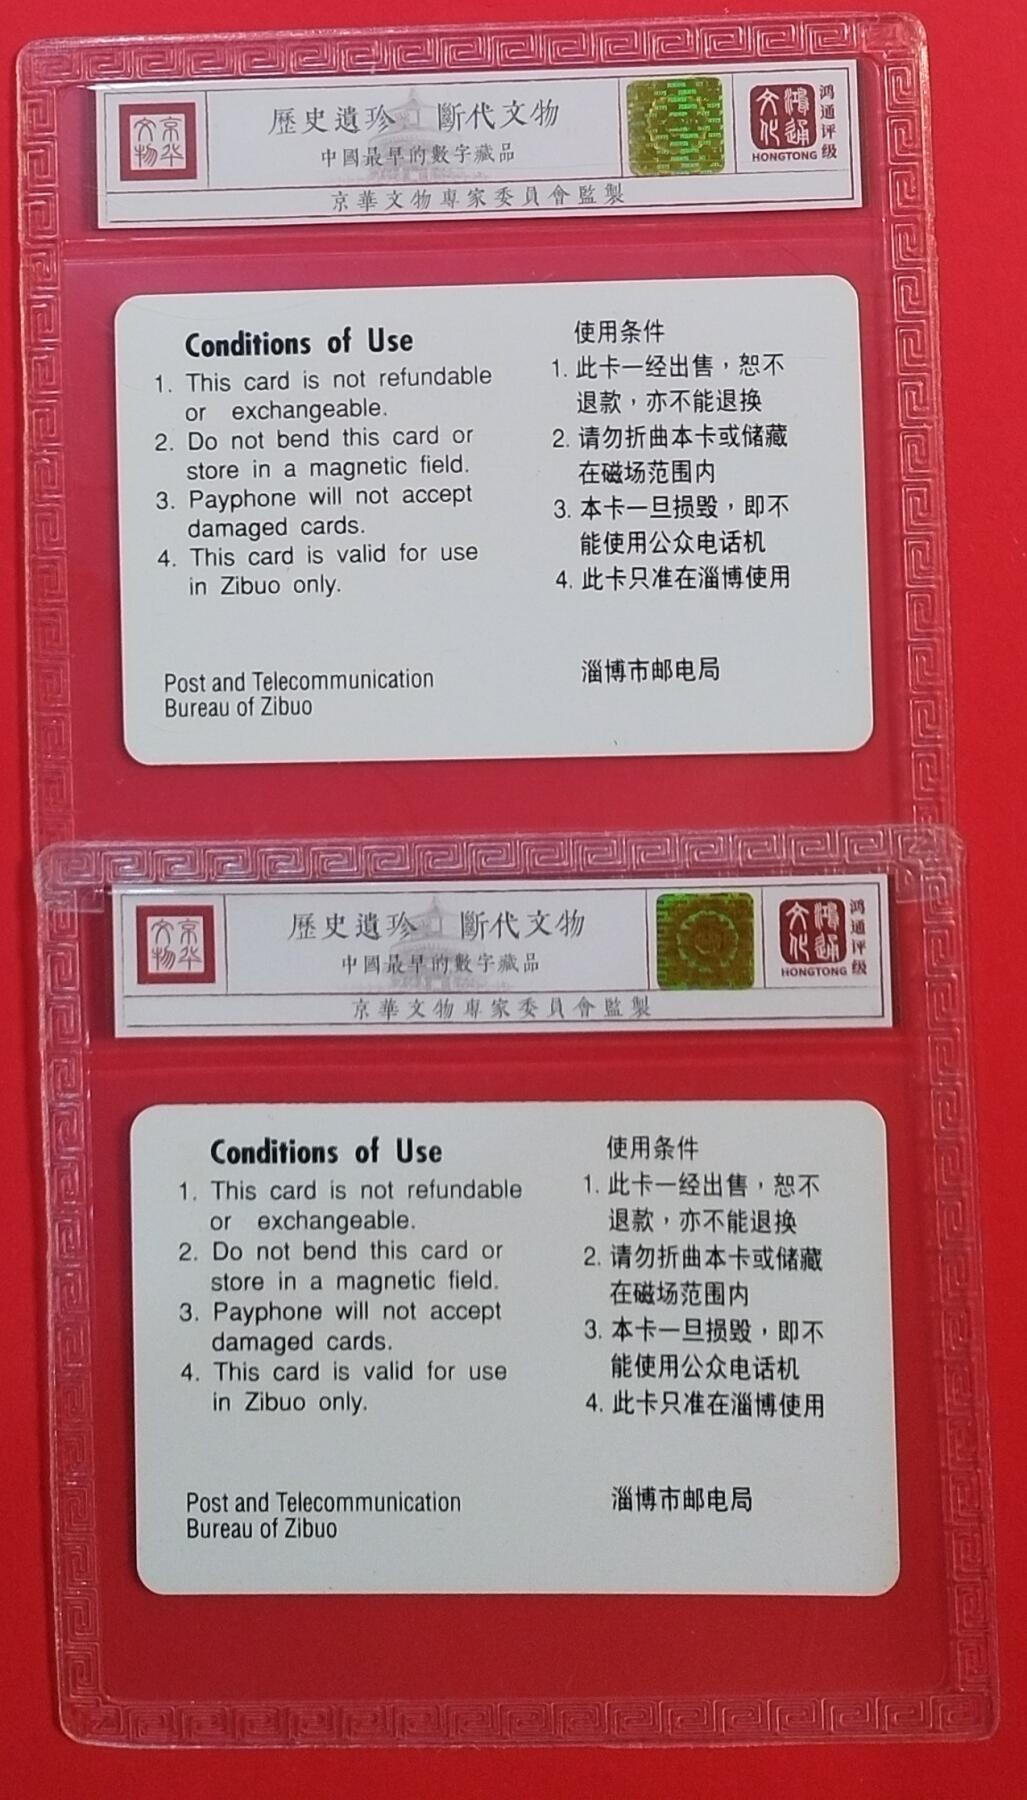 京华
文物
歷史遺珍 斷代文物
中國最早的數字藏品
京華文物專家委員會監製
鸿通
文化
HONGTONG
鸿通评级
Conditions of Use
1. This card is not refundable
or exchangeable.
2. Do not bend this card or
store in a magnetic field.
3. Payphone will not accept
damaged cards.
4. This card is valid for use
in Zibuo only.
Post and Telecommunication
Bureau of Zibuo
使用条件
1. 此卡一经出售，恕不
退款，亦不能退换
2. 请勿折曲本卡或储藏
在磁场范围内
3. 本卡一旦损毁，即不
能使用公众电话机
4. 此卡只准在淄博使用
淄博市邮电局
京华
文物
歷史遺珍 斷代文物
中國最早的數字藏品
京華文物專家委員會監製
鸿通
文化
HONGTONG
鸿通评级
Conditions of Use
1. This card is not refundable
or exchangeable.
2. Do not bend this card or
store in a magnetic field.
3. Payphone will not accept
damaged cards.
4. This card is valid for use
in Zibuo only.
Post and Telecommunication
Bureau of Zibuo
使用条件
1. 此卡一经出售，恕不
退款，亦不能退换
2. 请勿折曲本卡或储藏
在磁场范围内
3. 本卡一旦损毁，即不
能使用公众电话机
4. 此卡只准在淄博使用
淄博市邮电局